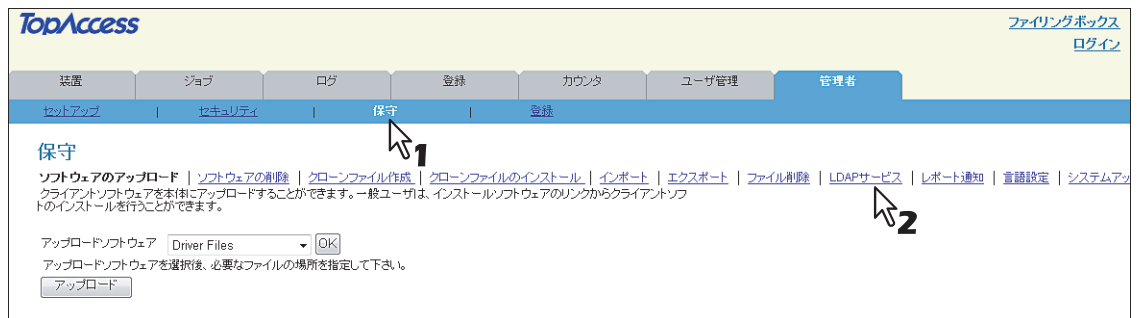 TopAccess
ファイリングボックス
ログイン
装置 ジョブ ログ 登録 カウンタ ユーザ管理 管理者
セットアップ | セキュリティ | 保守 | 登録
1
保守
ソフトウェアのアップロード | ソフトウェアの削除 | クローンファイル作成 | クローンファイルのインストール | インポート | エクスポート | ファイル削除 | LDAPサービス | レポート通知 | 言語設定 | システムアッ
クライアントソフトウェアを本体にアップロードすることができます。一般ユーザは、インストールソフトウェアのリンクからクライアントソフ
トのインストールを行うことができます。
2
アップロードソフトウェア Driver Files OK
アップロードソフトウェアを選択後、必要なファイルの場所を指定して下さい。
アップロード